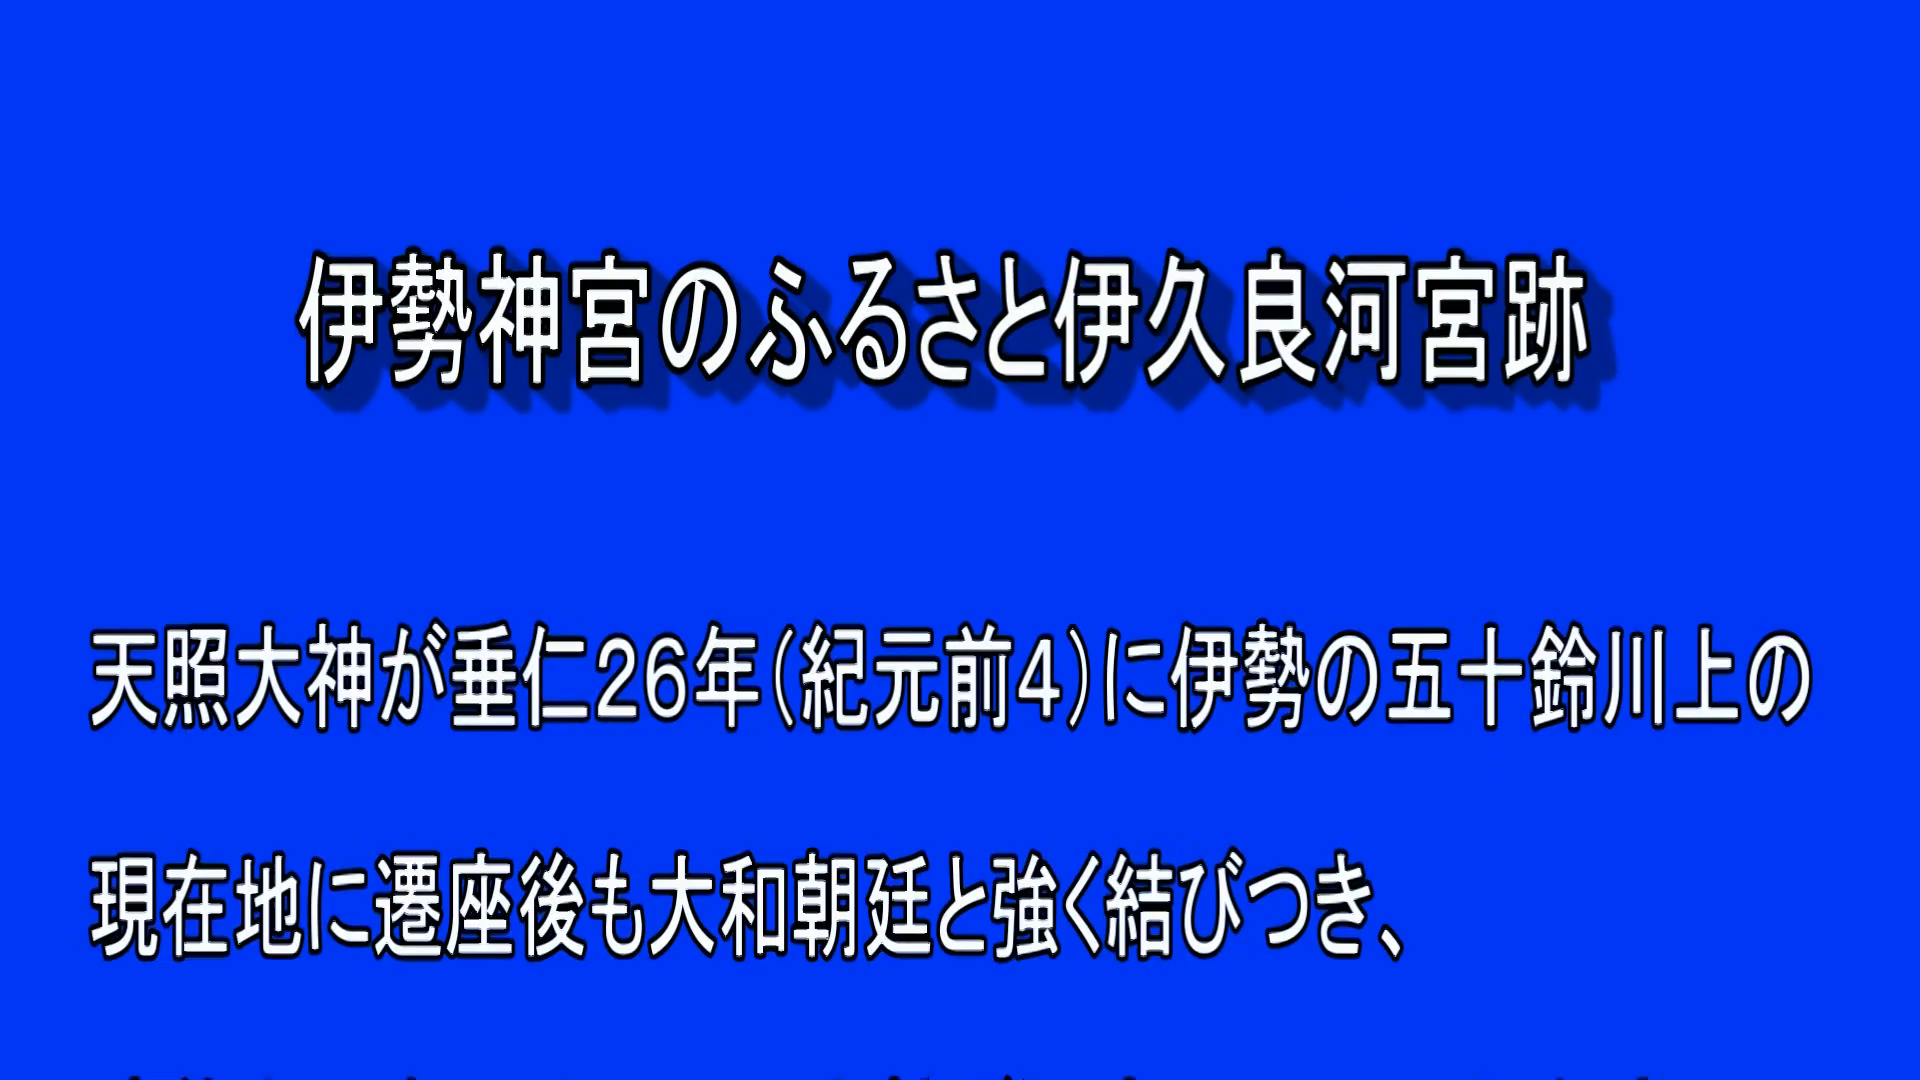 伊勢神宮のふるさと伊久良河宮跡
天照大神が垂仁26年(紀元前4)に伊勢の五十鈴川上の
現在地に遷座後も大和朝廷と強く結びつき、